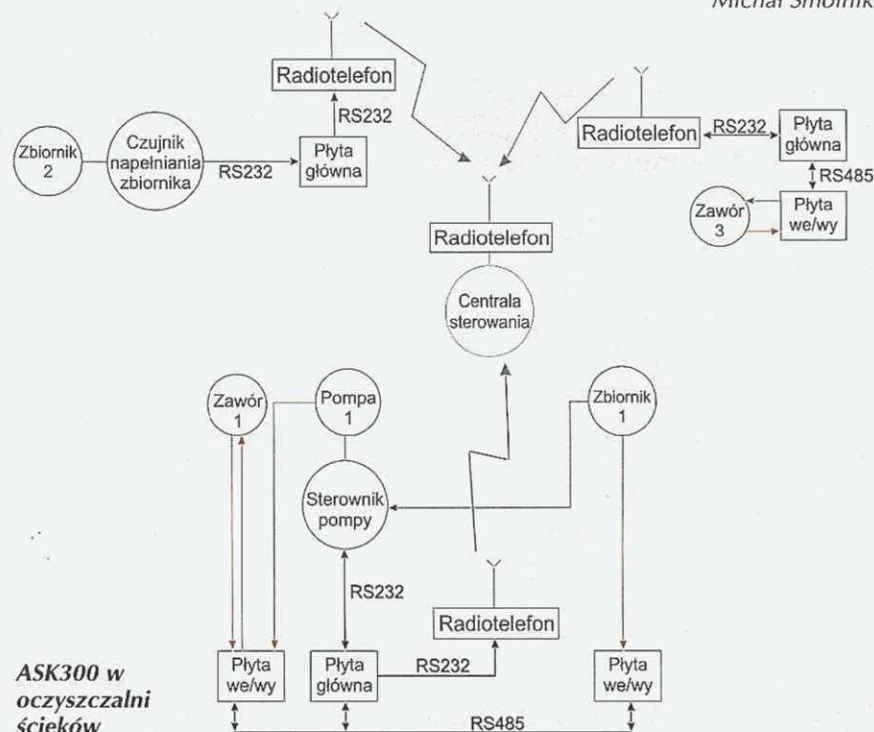 Michał Smolnik
Radiotelefon
RS232
Zbiornik
2
Czujnik
napełniania
zbiornika
RS232
Płyta
główna
Radiotelefon
RS232
Płyta
główna
RS485
Zawór
3
Płyta
we/wy
Radiotelefon
Centrala
sterowania
Zawór
1
Pompa
1
Zbiornik
1
Sterownik
pompy
RS232
Radiotelefon
Płyta
we/wy
Płyta
główna
RS232
Płyta
we/wy
RS485
ASK300 w
oczyszczalni
ścieków